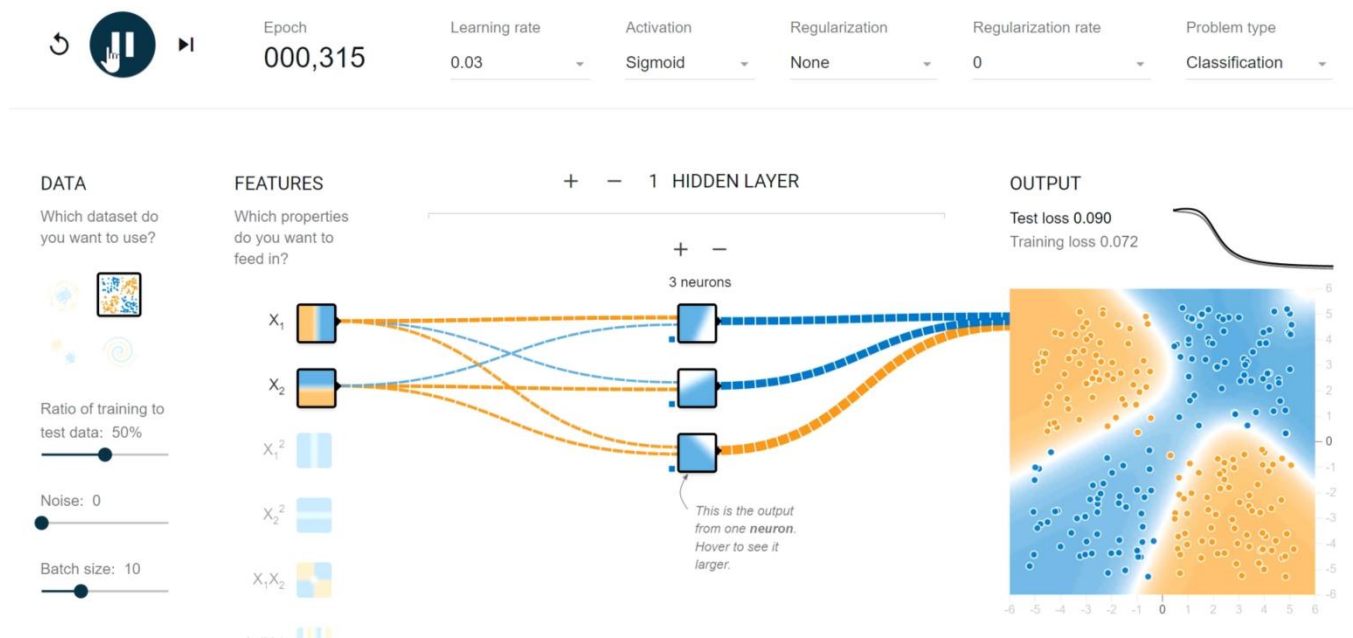 Epoch
000,315
Learning rate
0.03
Activation
Sigmoid
Regularization
None
Regularization rate
0
Problem type
Classification
DATA
Which dataset do
you want to use?
Ratio of training to
test data: 50%
Noise: 0
Batch size: 10
FEATURES
Which properties
do you want to
feed in?
X₁
X₂
X₁²
X₂²
X₁X₂
+ − 1 HIDDEN LAYER
+ −
3 neurons
This is the output
from one neuron.
Hover to see it
larger.
OUTPUT
Test loss 0.090
Training loss 0.072
6
5
4
3
2
1
0
-1
-2
-3
-4
-5
-6
-6 -5 -4 -3 -2 -1 0 1 2 3 4 5 6